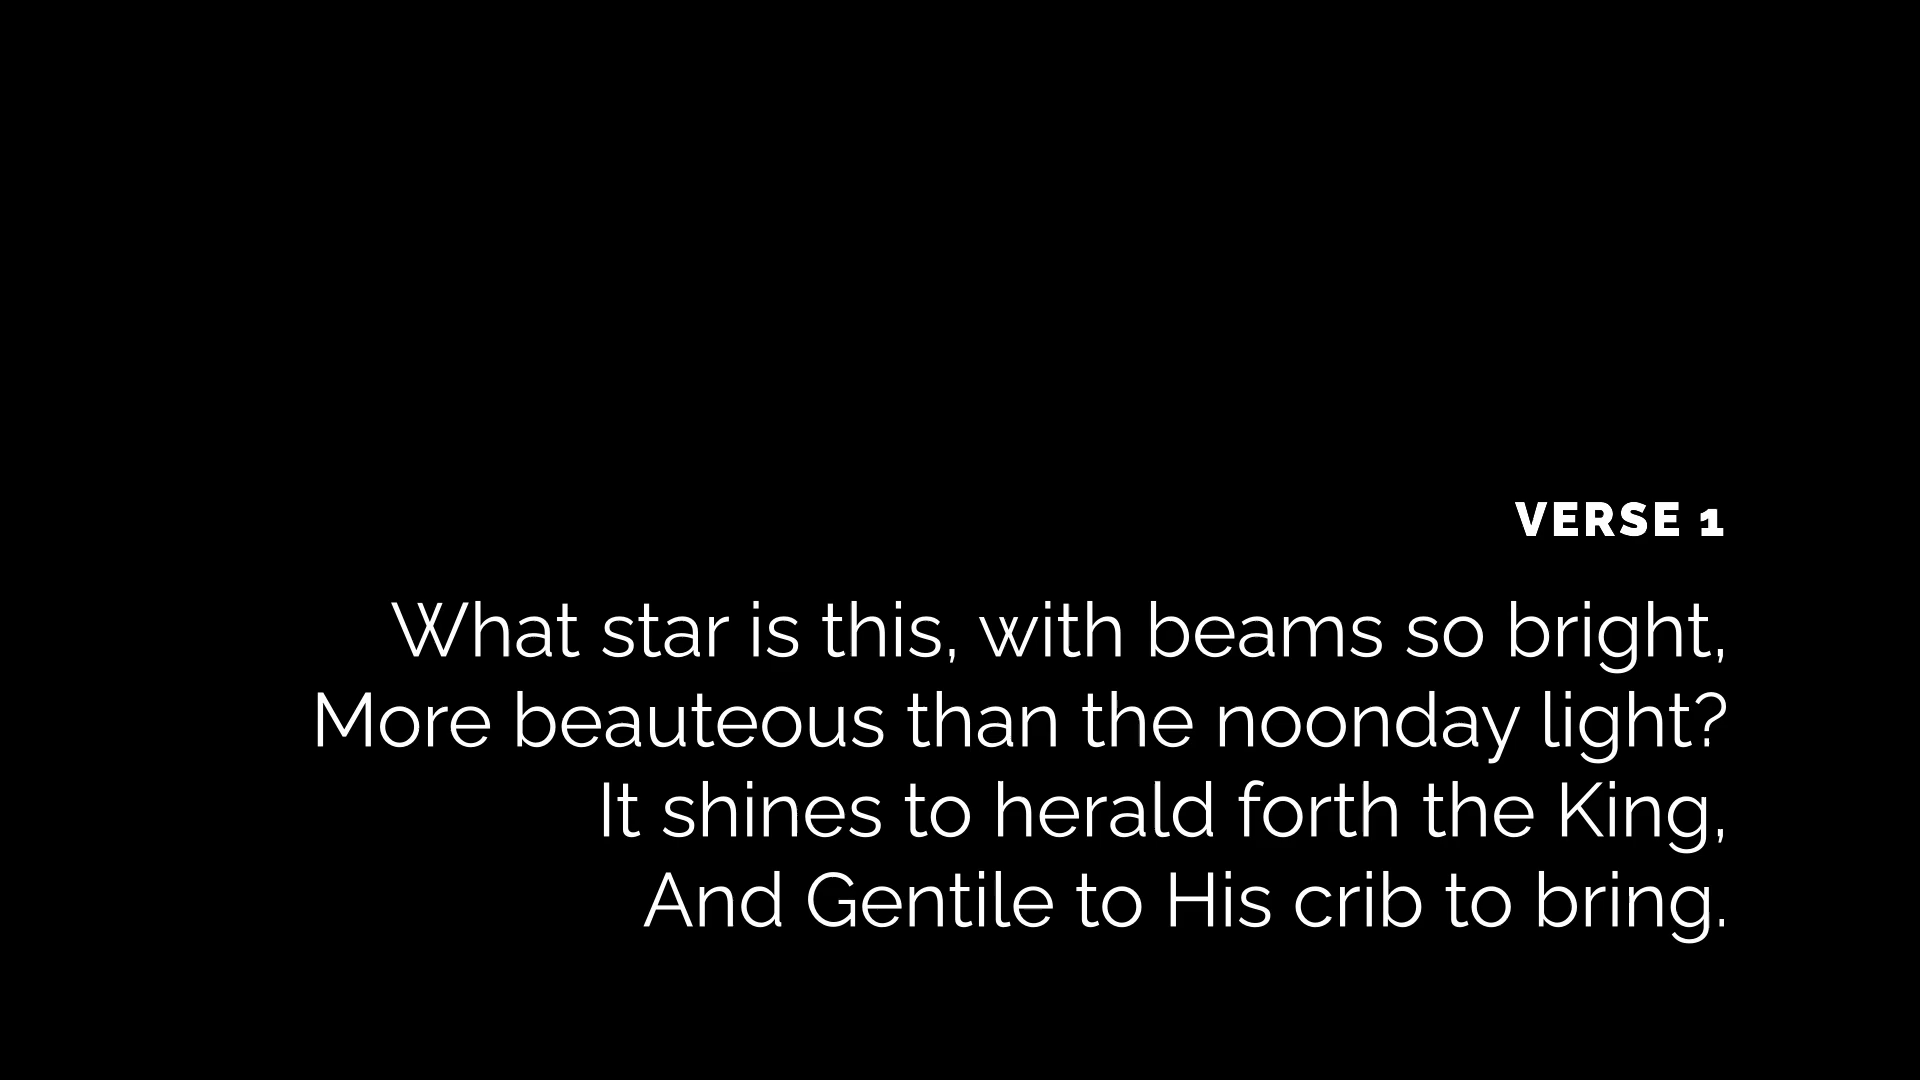 VERSE 1
What star is this, with beams so bright,
More beauteous than the noonday light?
It shines to herald forth the King,
And Gentile to His crib to bring.